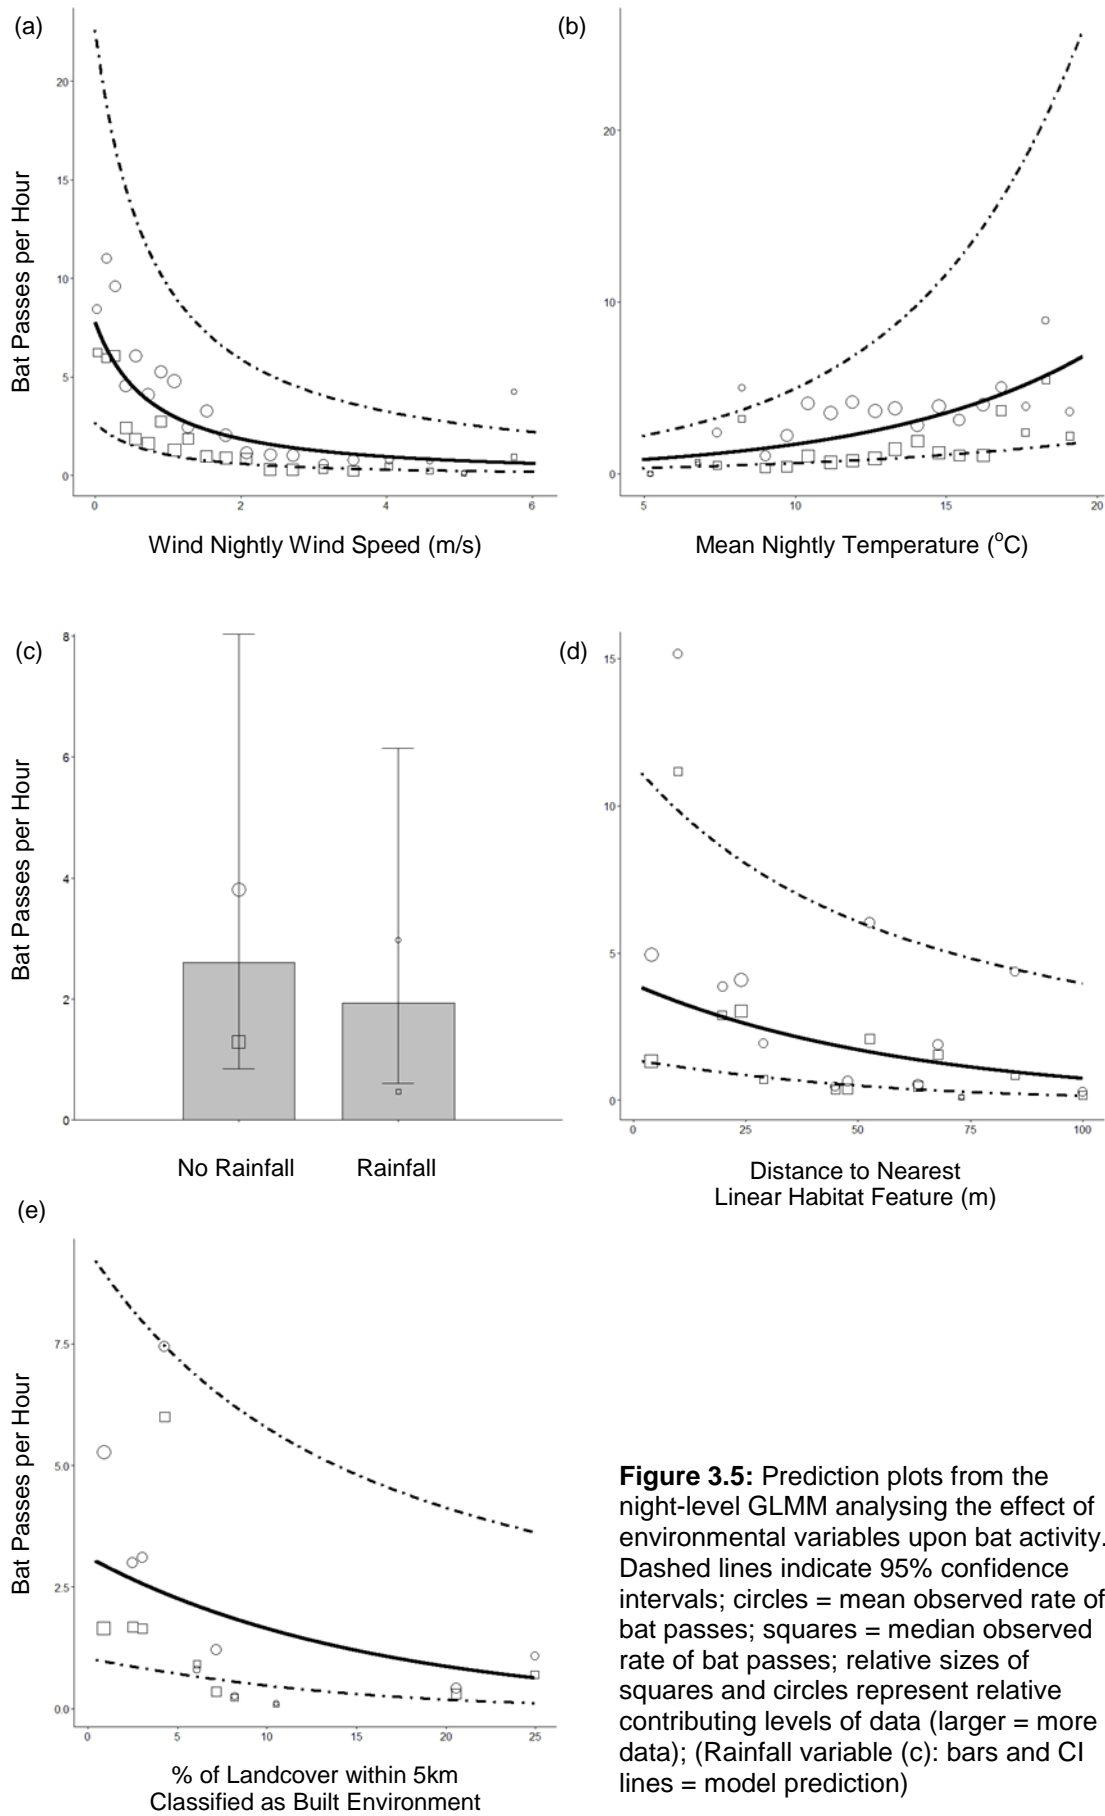 (a)
(b)
Bat Passes per Hour
20
15
10
5
0
0
2
4
6
Wind Nightly Wind Speed (m/s)
20
10
0
5
10
15
20
Mean Nightly Temperature (°C)
(c)
(d)
Bat Passes per Hour
8
6
4
2
0
No Rainfall
Rainfall
15
10
5
0
0
25
50
75
100
Distance to Nearest
Linear Habitat Feature (m)
(e)
Bat Passes per Hour
7.5
5.0
2.5
0.0
0
5
10
15
20
25
% of Landcover within 5km
Classified as Built Environment
Figure 3.5: Prediction plots from the
night-level GLMM analysing the effect of
environmental variables upon bat activity.
Dashed lines indicate 95% confidence
intervals; circles = mean observed rate of
bat passes; squares = median observed
rate of bat passes; relative sizes of
squares and circles represent relative
contributing levels of data (larger = more
data); (Rainfall variable (c): bars and CI
lines = model prediction)